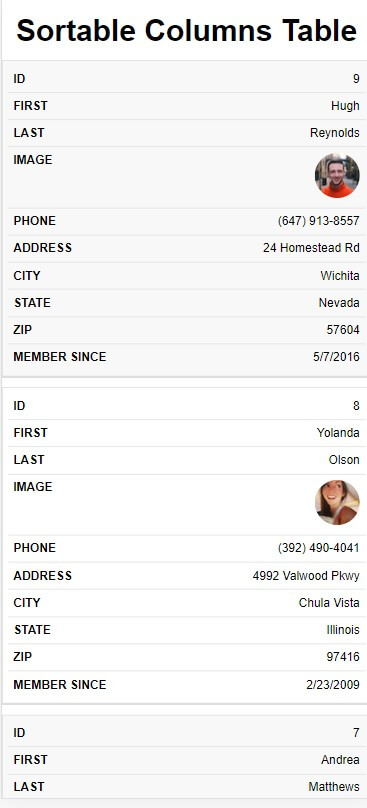 Sortable Columns Table
ID 9
FIRST Hugh
LAST Reynolds
IMAGE
PHONE (647) 913-8557
ADDRESS 24 Homestead Rd
CITY Wichita
STATE Nevada
ZIP 57604
MEMBER SINCE 5/7/2016
ID 8
FIRST Yolanda
LAST Olson
IMAGE
PHONE (392) 490-4041
ADDRESS 4992 Valwood Pkwy
CITY Chula Vista
STATE Illinois
ZIP 97416
MEMBER SINCE 2/23/2009
ID 7
FIRST Andrea
LAST Matthews